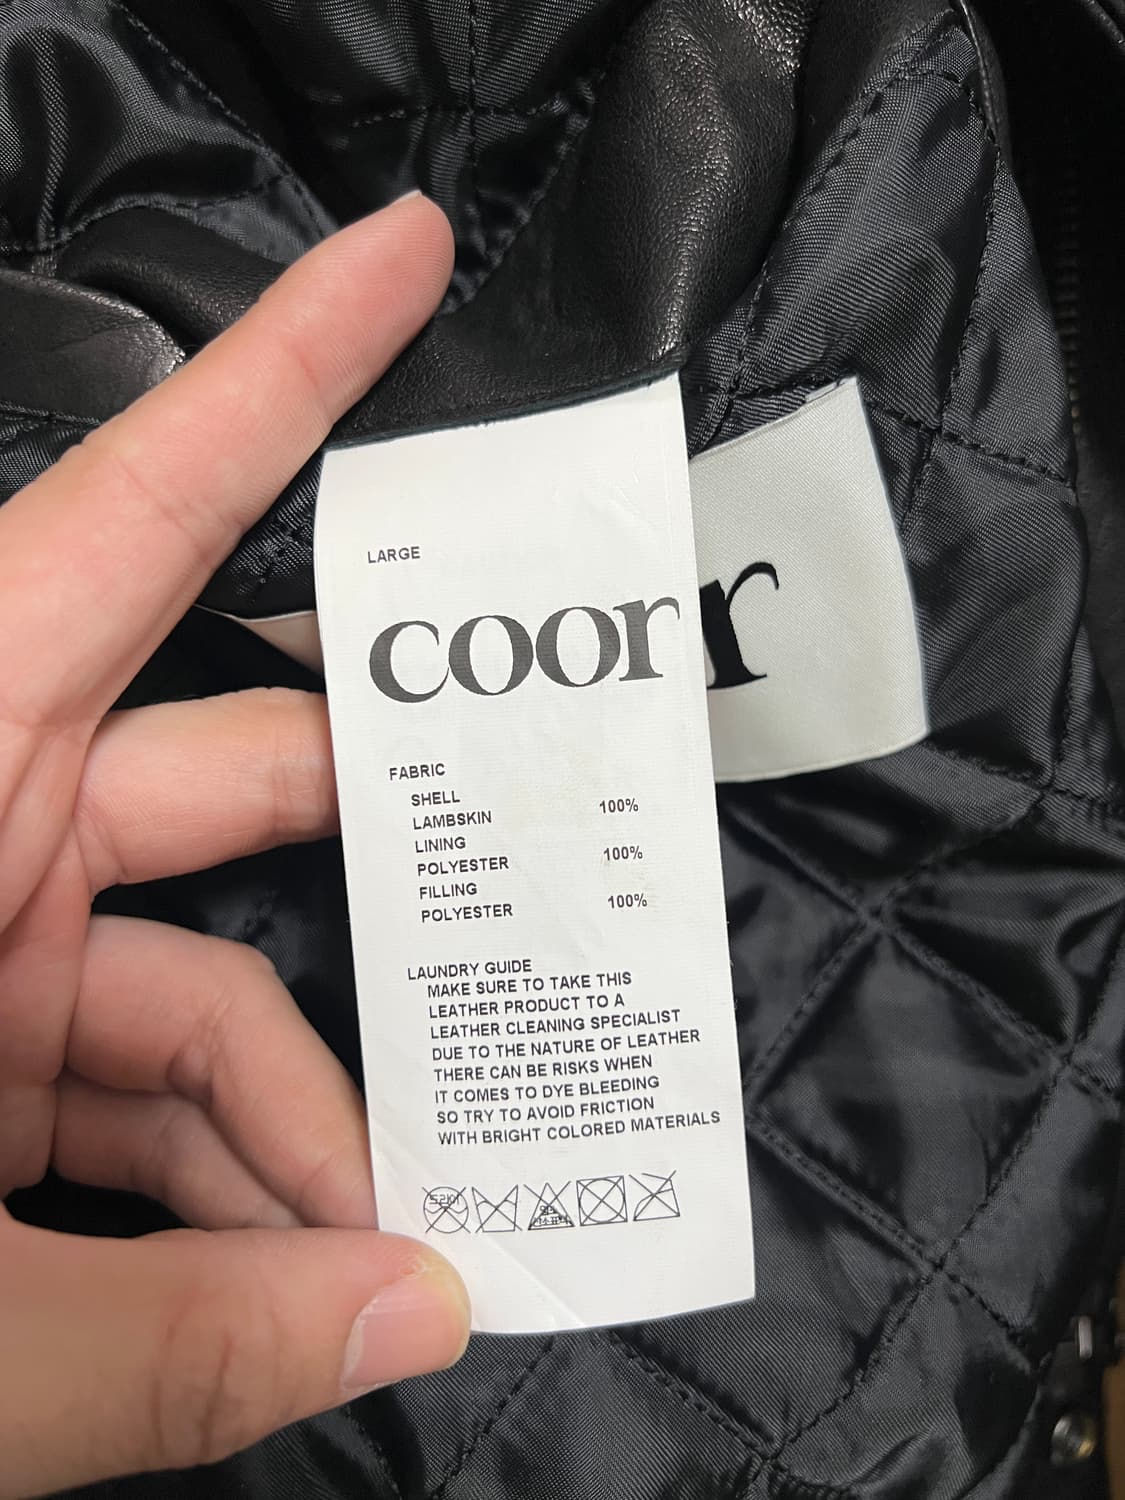 LARGE
coor
r
FABRIC
SHELL
LAMBSKIN 100%
LINING
POLYESTER 100%
FILLING
POLYESTER 100%
LAUNDRY GUIDE
MAKE SURE TO TAKE THIS
LEATHER PRODUCT TO A
LEATHER CLEANING SPECIALIST
DUE TO THE NATURE OF LEATHER
THERE CAN BE RISKS WHEN
IT COMES TO DYE BLEEDING
SO TRY TO AVOID FRICTION
WITH BRIGHT COLORED MATERIALS